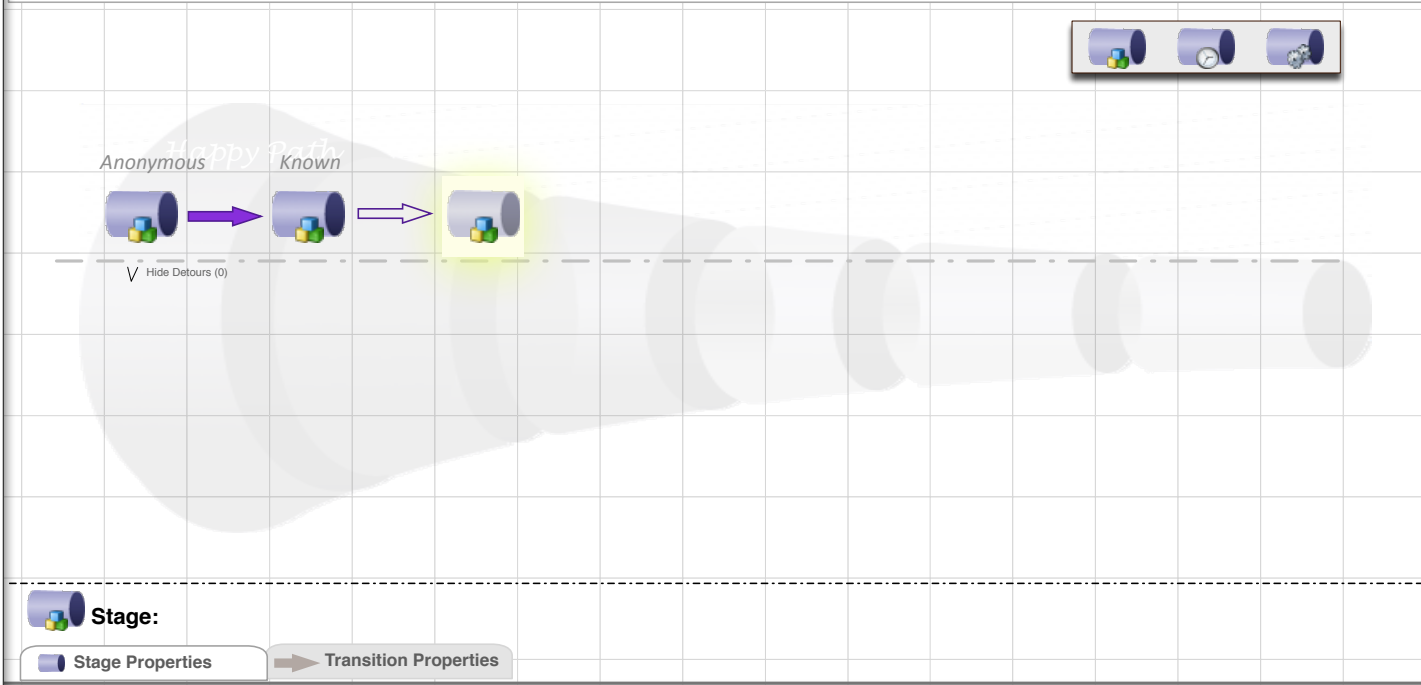 Happy Path
Anonymous
Known
Hide Detours (0)
Stage:
Stage Properties
Transition Properties